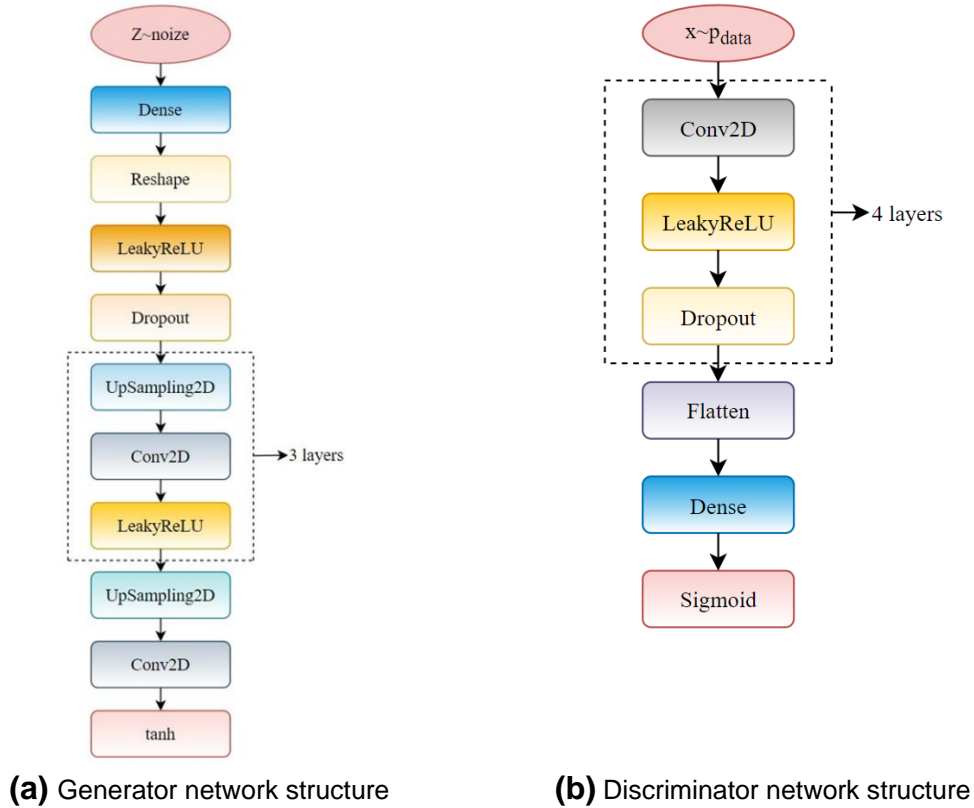 Z~noize
Dense
Reshape
LeakyReLU
Dropout
UpSampling2D
Conv2D
3 layers
LeakyReLU
UpSampling2D
Conv2D
tanh
(a) Generator network structure
x~pdata
Conv2D
LeakyReLU
4 layers
Dropout
Flatten
Dense
Sigmoid
(b) Discriminator network structure